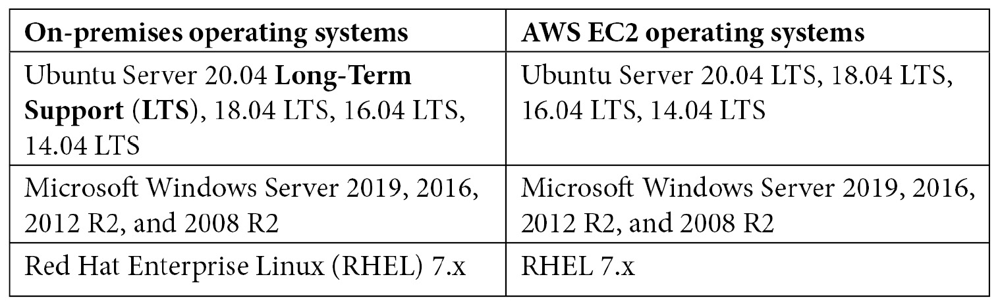 On-premises operating systems
AWS EC2 operating systems
Ubuntu Server 20.04 Long-Term
Support (LTS), 18.04 LTS, 16.04 LTS,
14.04 LTS
Ubuntu Server 20.04 LTS, 18.04 LTS,
16.04 LTS, 14.04 LTS
Microsoft Windows Server 2019, 2016,
2012 R2, and 2008 R2
Microsoft Windows Server 2019, 2016,
2012 R2, and 2008 R2
Red Hat Enterprise Linux (RHEL) 7.x
RHEL 7.x